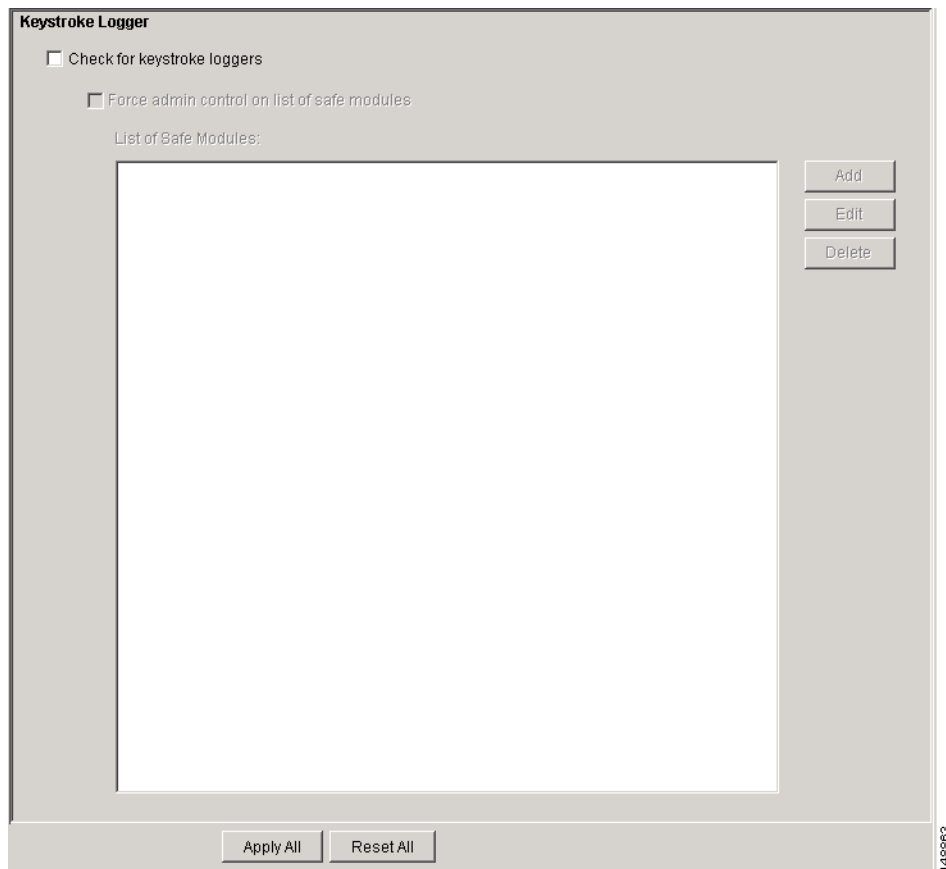 Keystroke Logger
Check for keystroke loggers
Force admin control on list of safe modules
List of Safe Modules:
Add
Edit
Delete
Apply All
Reset All
148863